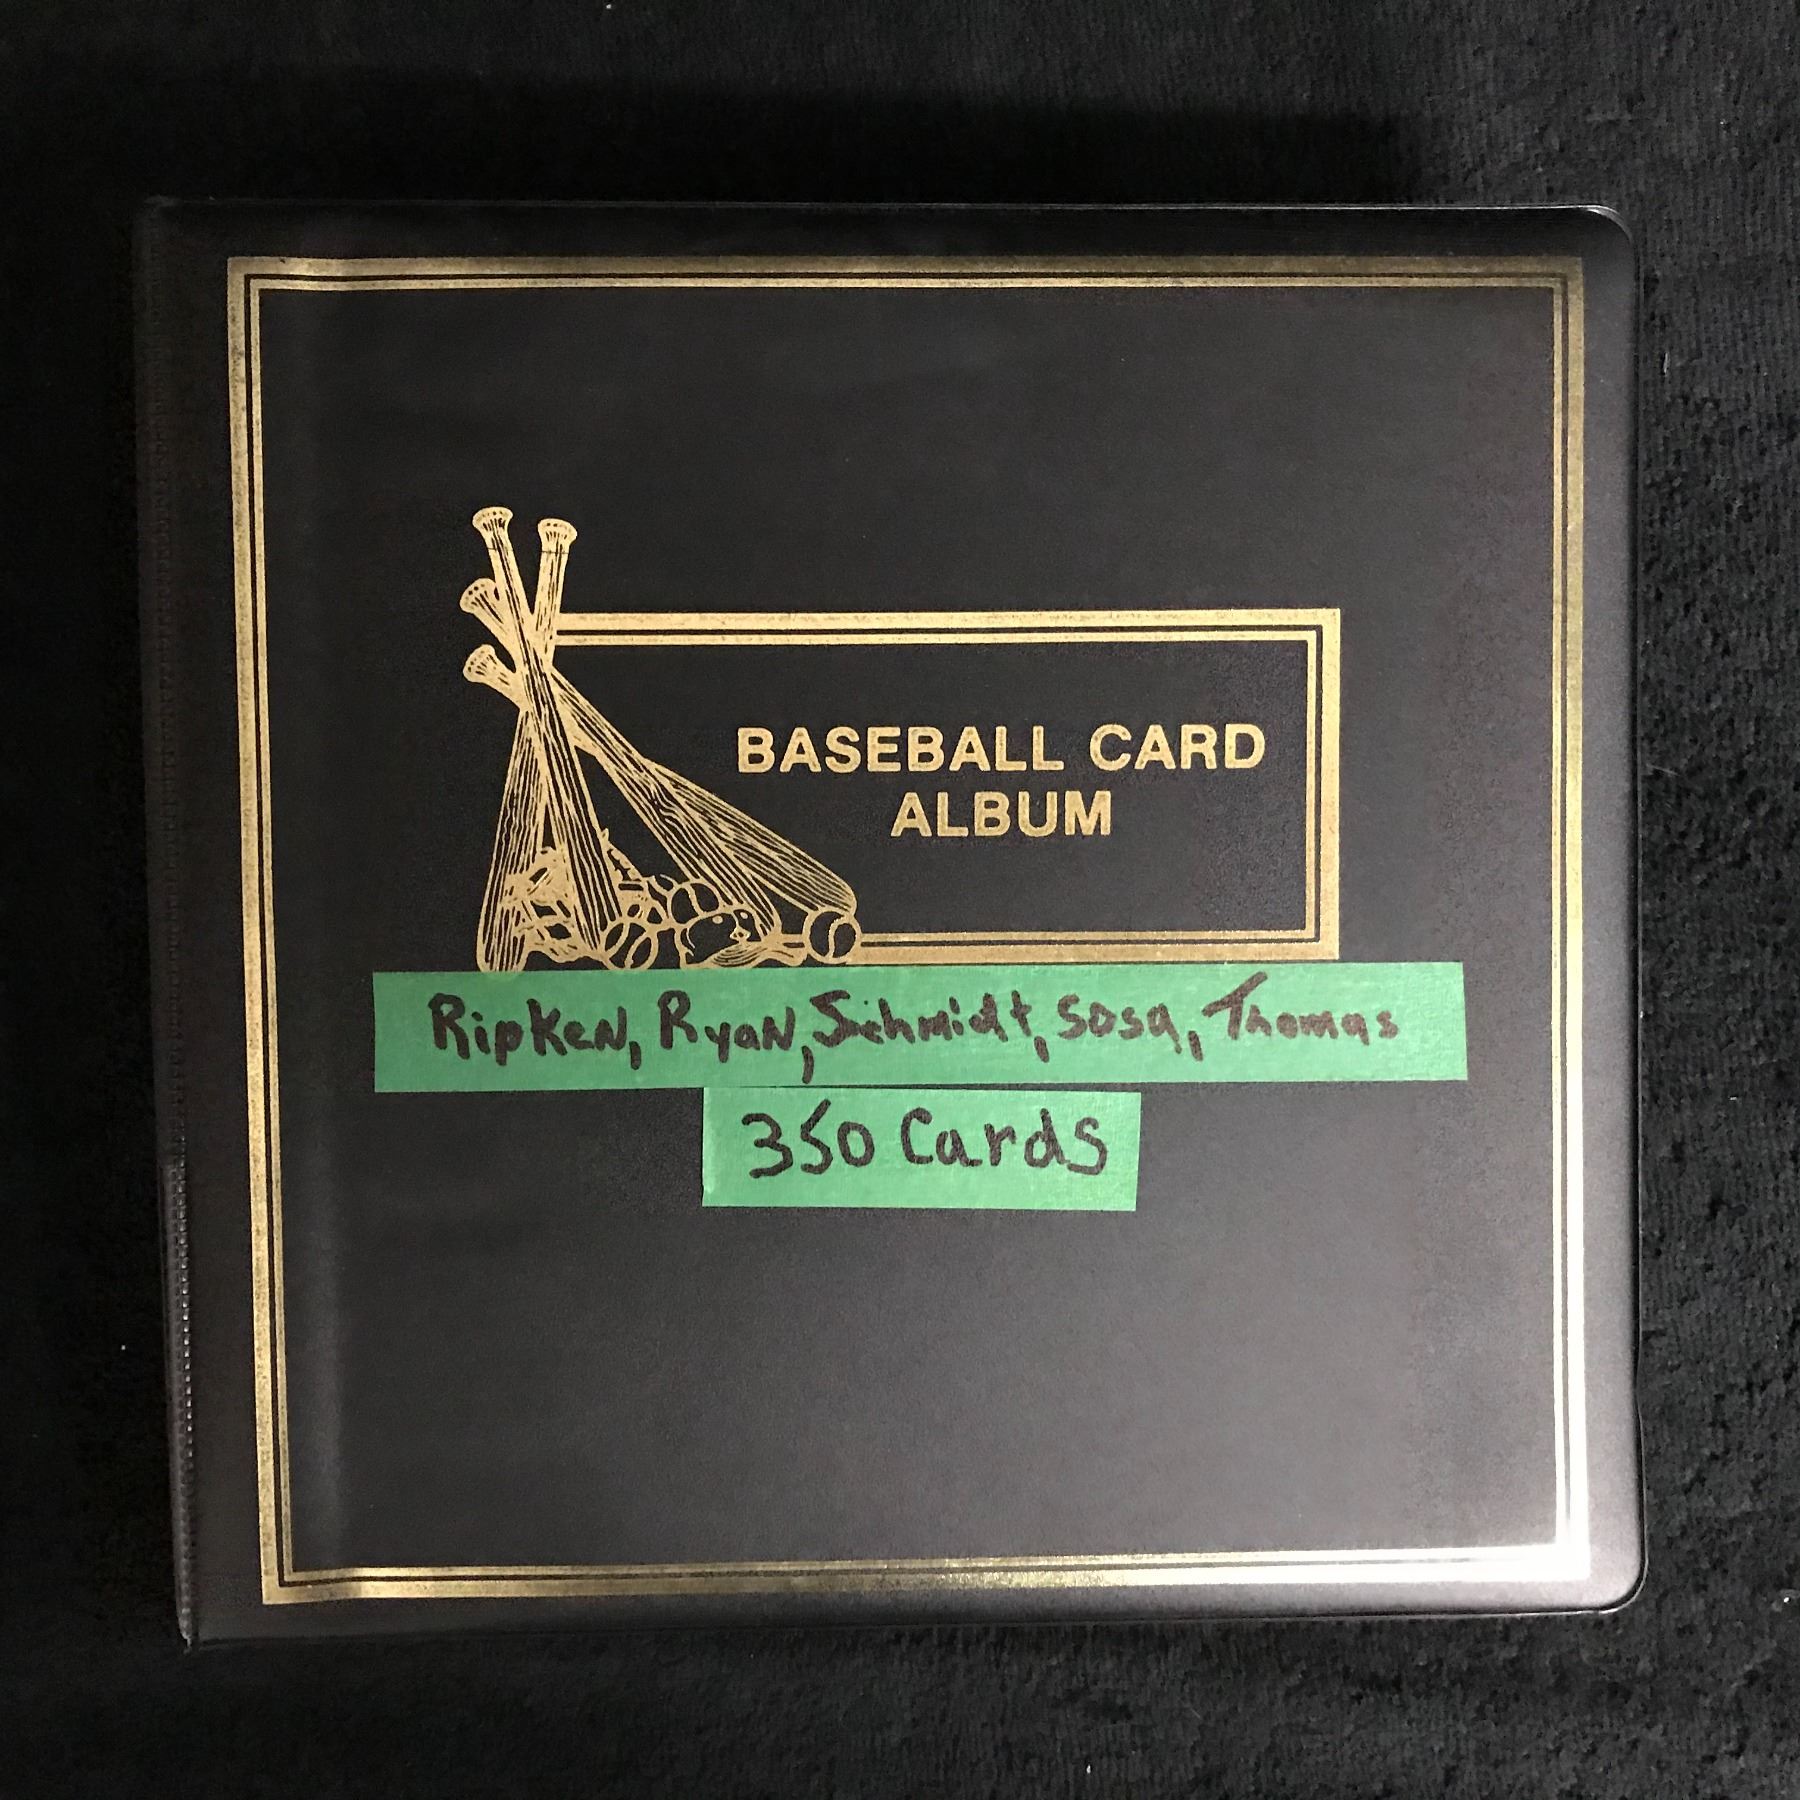 BASEBALL CARD
ALBUM
Ripken, Ryan, Schmidt, Sosa, Thomas
350 Cards